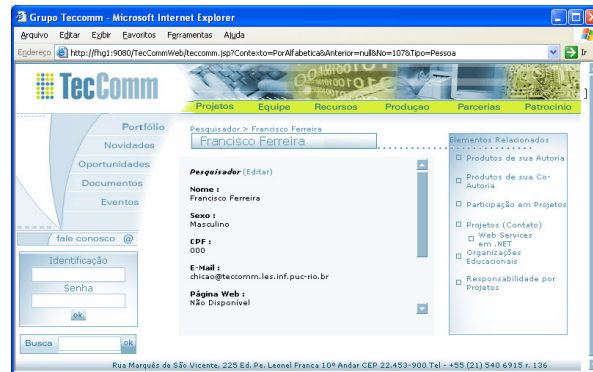 Grupo Teccomm - Microsoft Internet Explorer
Arquivo Editar Exibir Favoritos Ferramentas Ajuda
Endereço http://fhg1:9080/TecCommWeb/teccomm.jsp?Contexto=PorAlfabetica&Anterior=null&No=107&Tipo=Pessoa Ir
TecComm
Projetos Equipe Recursos Produçao Parcerias Patrocinio
Portfólio
Novidades
Oportunidades
Documentos
Eventos
fale conosco @
Identificação
Senha
ok
Busca ok
Pesquisador > Francisco Ferreira
Francisco Ferreira
Pesquisador (Editar)
Nome :
Francisco Ferreira
Sexo :
Masculino
CPF :
000
E-Mail :
chicao@teccomm.les.inf.puc-rio.br
Página Web :
Não Disponível
Elementos Relacionados
Produtos de sua Autoria
Produtos de sua Co-
Autoria
Participação em Projetos
Projetos (Contato)
Web Services
em .NET
Organizações
Educacionais
Responsabilidade por
Projetos
Rua Marquês de São Vicente, 225 Ed. Pe. Leonel Franca 10º Andar CEP 22.453-900 Tel - +55 (21) 540 6915 r. 136